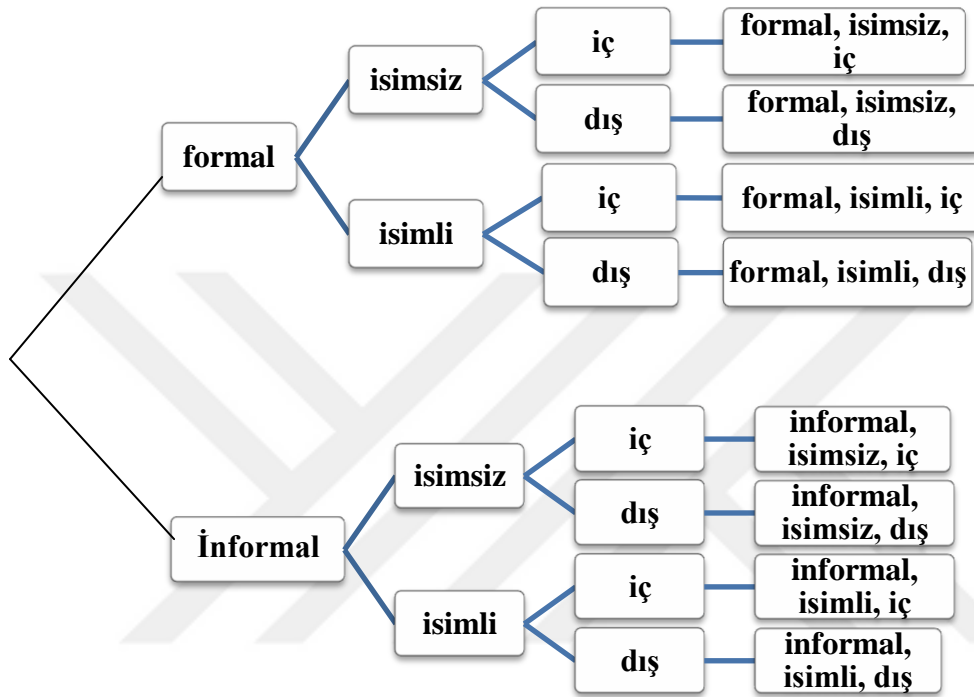 formal
isimsiz
iç
formal, isimsiz,
iç
dış
formal, isimsiz,
dış
isimli
iç
formal, isimli, iç
dış
formal, isimli, dış
İnformal
isimsiz
iç
informal,
isimsiz, iç
dış
informal,
isimsiz, dış
isimli
iç
informal,
isimli, iç
dış
informal,
isimli, dış